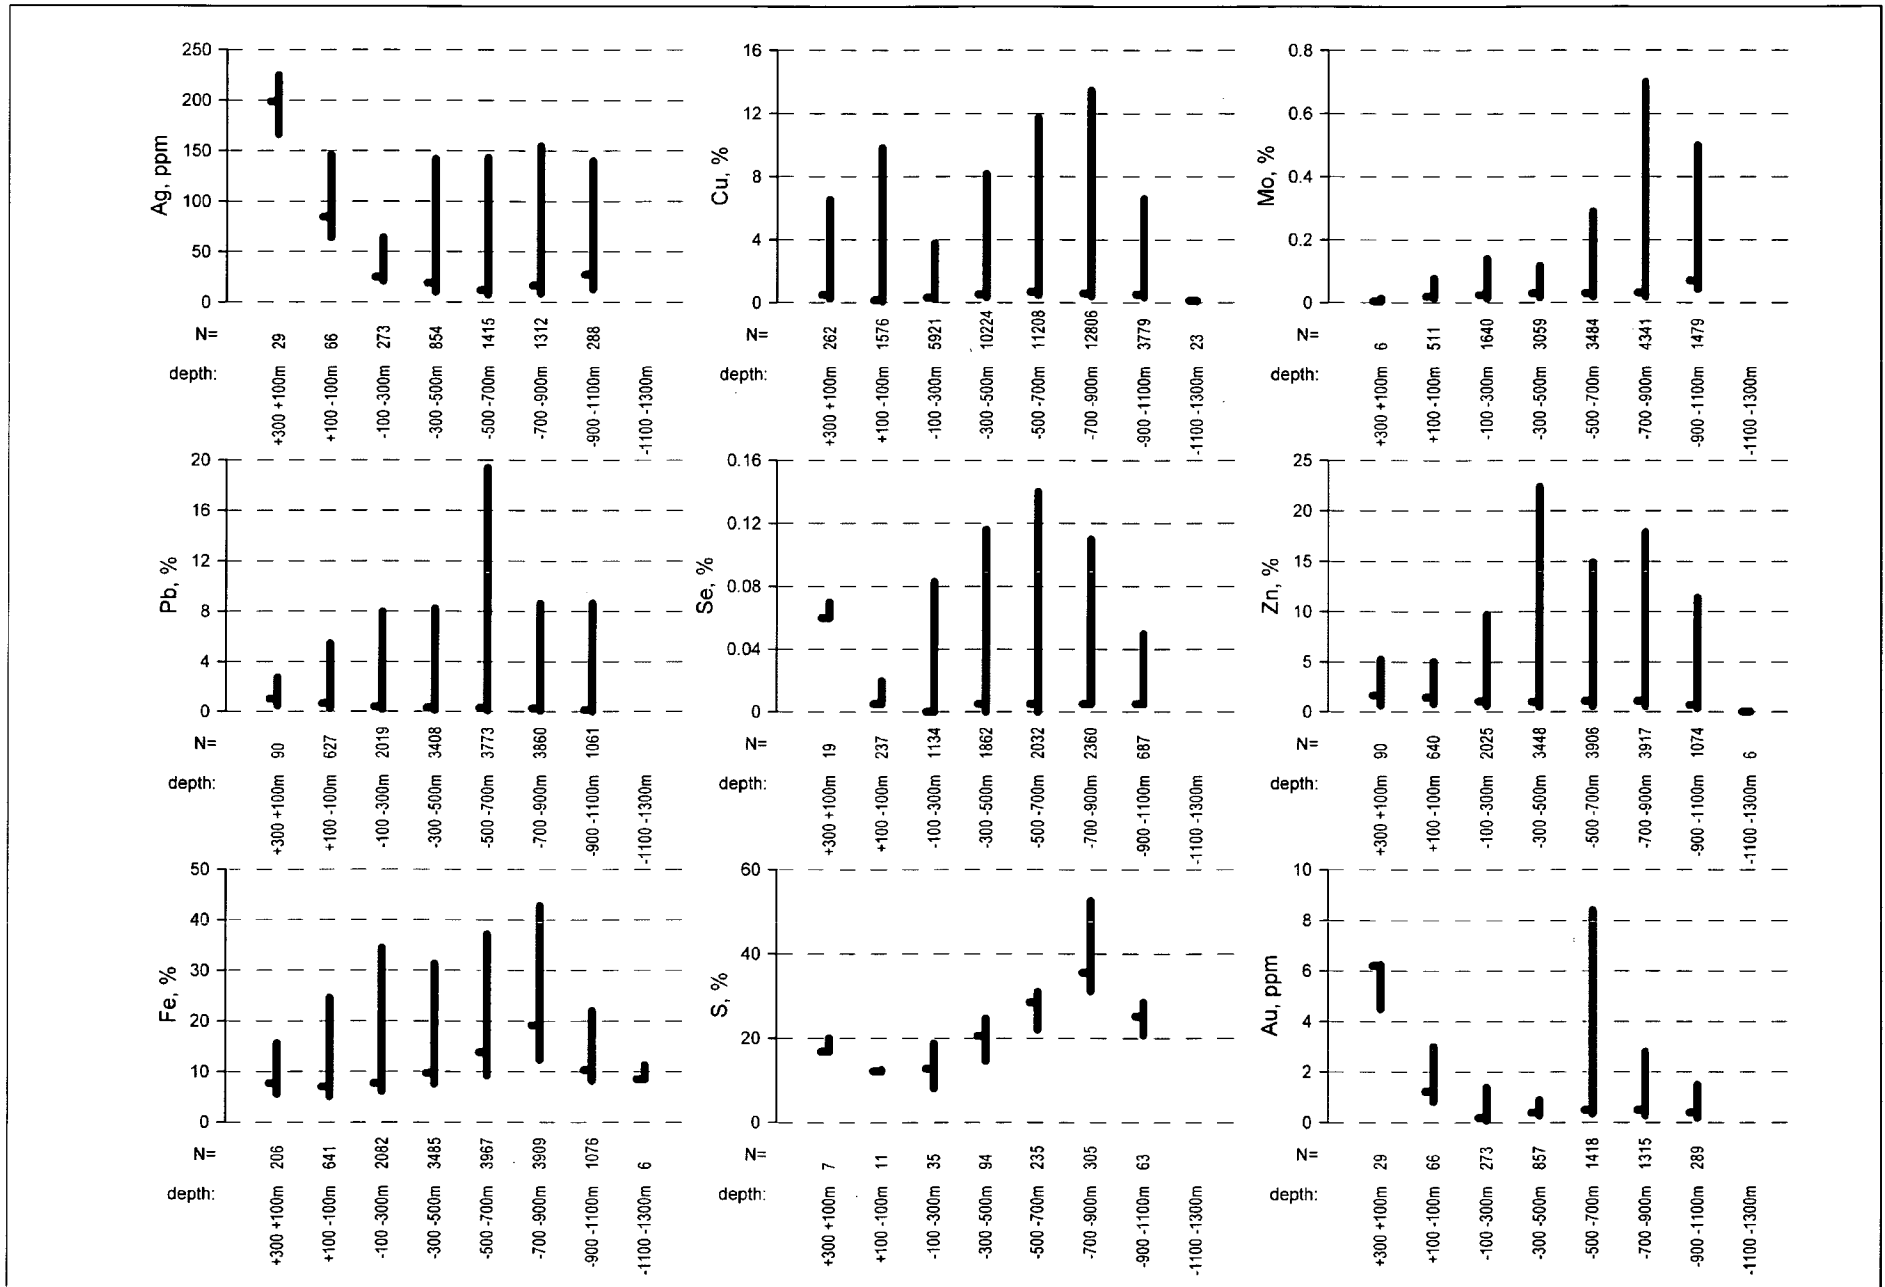 250
200
150
100
50
0
Ag, ppm
N= 29 66 273 854 1415 1312 288
depth: +300 +100m +100 -100m -100 -300m -300 -500m -500 -700m -700 -900m -900 -1100m -1100 -1300m
16
12
8
4
0
Cu, %
N= 262 1576 5921 10224 11208 12806 3779 23
depth: +300 +100m +100 -100m -100 -300m -300 -500m -500 -700m -700 -900m -900 -1100m -1100 -1300m
0.8
0.6
0.4
0.2
0
Mo, %
N= 6 511 1640 3059 3484 4341 1479
depth: +300 +100m +100 -100m -100 -300m -300 -500m -500 -700m -700 -900m -900 -1100m -1100 -1300m
20
16
12
8
4
0
Pb, %
N= 90 627 2019 3408 3773 3860 1061
depth: +300 +100m +100 -100m -100 -300m -300 -500m -500 -700m -700 -900m -900 -1100m -1100 -1300m
0.16
0.12
0.08
0.04
0
Se, %
N= 19 237 1134 1862 2032 2360 687
depth: +300 +100m +100 -100m -100 -300m -300 -500m -500 -700m -700 -900m -900 -1100m -1100 -1300m
25
20
15
10
5
0
Zn, %
N= 90 640 2025 3448 3906 3917 1074 6
depth: +300 +100m +100 -100m -100 -300m -300 -500m -500 -700m -700 -900m -900 -1100m -1100 -1300m
50
40
30
20
10
0
Fe, %
N= 206 641 2082 3485 3967 3909 1076 6
depth: +300 +100m +100 -100m -100 -300m -300 -500m -500 -700m -700 -900m -900 -1100m -1100 -1300m
60
40
20
0
S, %
N= 7 11 35 94 235 305 63
depth: +300 +100m +100 -100m -100 -300m -300 -500m -500 -700m -700 -900m -900 -1100m -1100 -1300m
10
8
6
4
2
0
Au, ppm
N= 29 66 273 857 1418 1315 289
depth: +300 +100m +100 -100m -100 -300m -300 -500m -500 -700m -700 -900m -900 -1100m -1100 -1300m